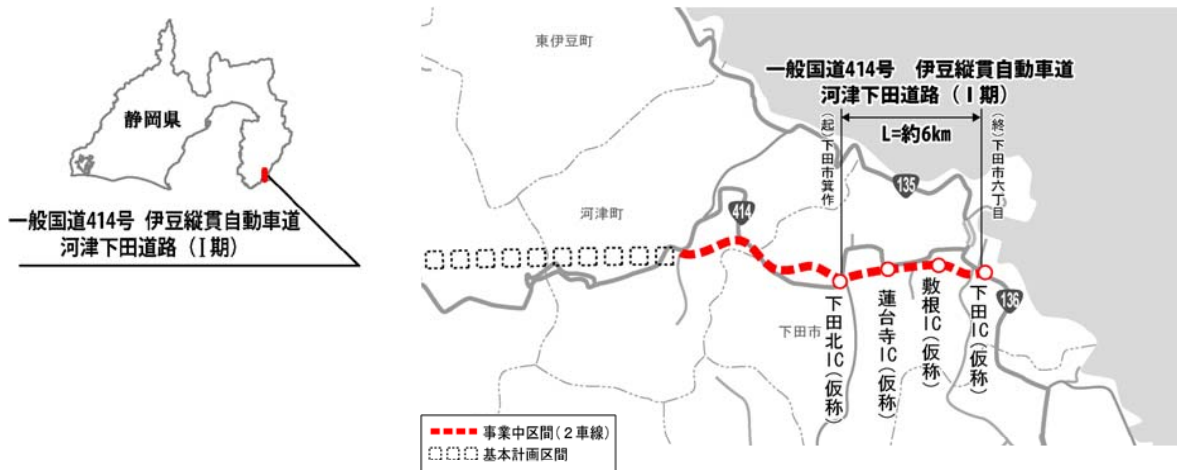 静岡県
一般国道414号 伊豆縦貫自動車道
河津下田道路（Ⅰ期）
東伊豆町
一般国道414号 伊豆縦貫自動車道
河津下田道路（Ⅰ期）
L=約6km
(起)下田市箕作
(終)下田市六丁目
135
河津町
414
136
下田市
下田北IC(仮称)
蓮台寺IC(仮称)
敷根IC(仮称)
下田IC(仮称)
事業中区間(２車線)
基本計画区間